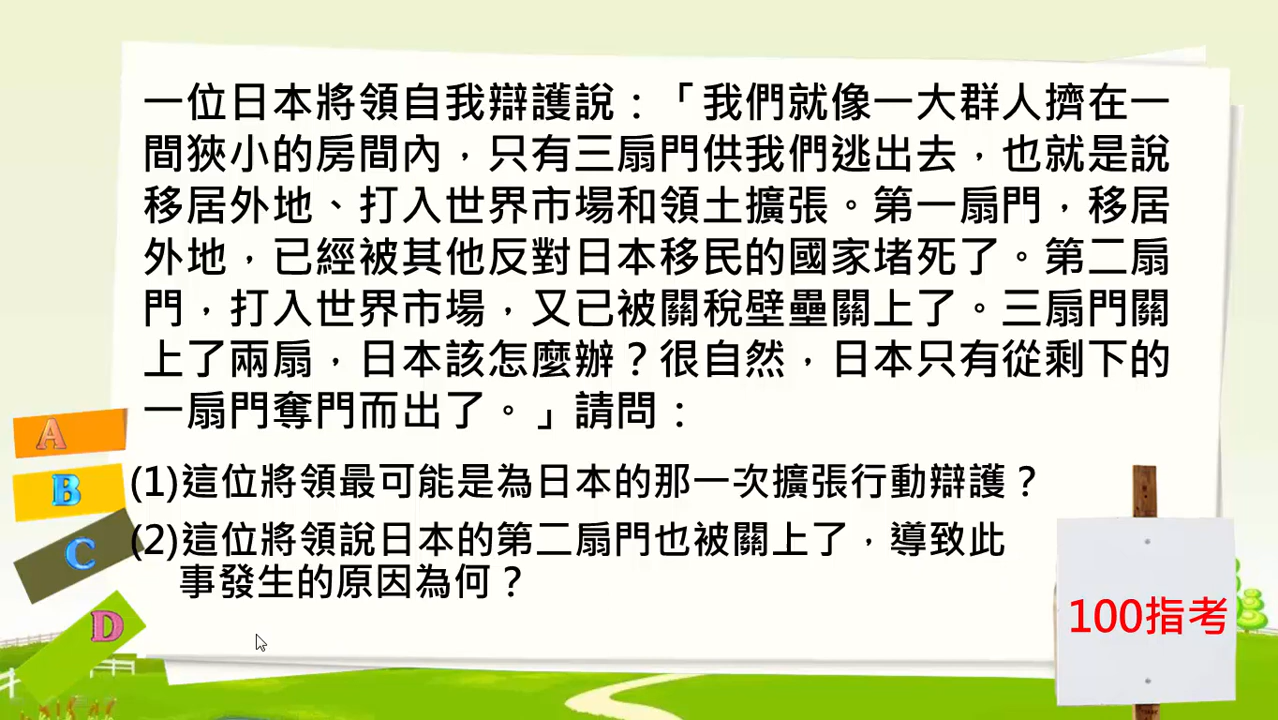 一位日本將領自我辯護說：「我們就像一大群人擠在一
間狹小的房間內，只有三扇門供我們逃出去，也就是說
移居外地、打入世界市場和領土擴張。第一扇門，移居
外地，已經被其他反對日本移民的國家堵死了。第二扇
門，打入世界市場，又已被關稅壁壘關上了。三扇門關
上了兩扇，日本該怎麼辦？很自然，日本只有從剩下的
一扇門奪門而出了。」請問：
A
B
(1)這位將領最可能是為日本的那一次擴張行動辯護？
C
(2)這位將領說日本的第二扇門也被關上了，導致此
事發生的原因為何？
D
100指考